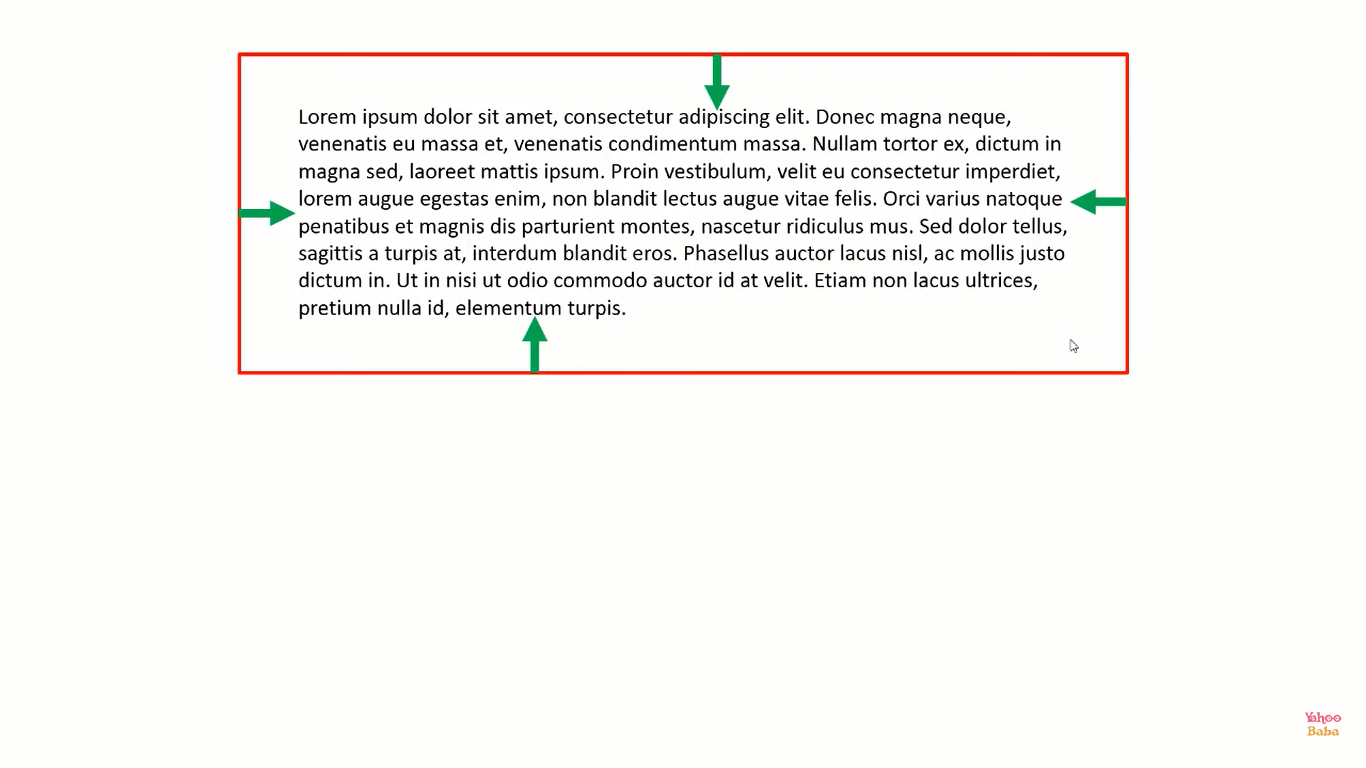 Lorem ipsum dolor sit amet, consectetur adipiscing elit. Donec magna neque,
venenatis eu massa et, venenatis condimentum massa. Nullam tortor ex, dictum in
magna sed, laoreet mattis ipsum. Proin vestibulum, velit eu consectetur imperdiet,
lorem augue egestas enim, non blandit lectus augue vitae felis. Orci varius natoque
penatibus et magnis dis parturient montes, nascetur ridiculus mus. Sed dolor tellus,
sagittis a turpis at, interdum blandit eros. Phasellus auctor lacus nisl, ac mollis justo
dictum in. Ut in nisi ut odio commodo auctor id at velit. Etiam non lacus ultrices,
pretium nulla id, elementum turpis.
Yahoo
Baba